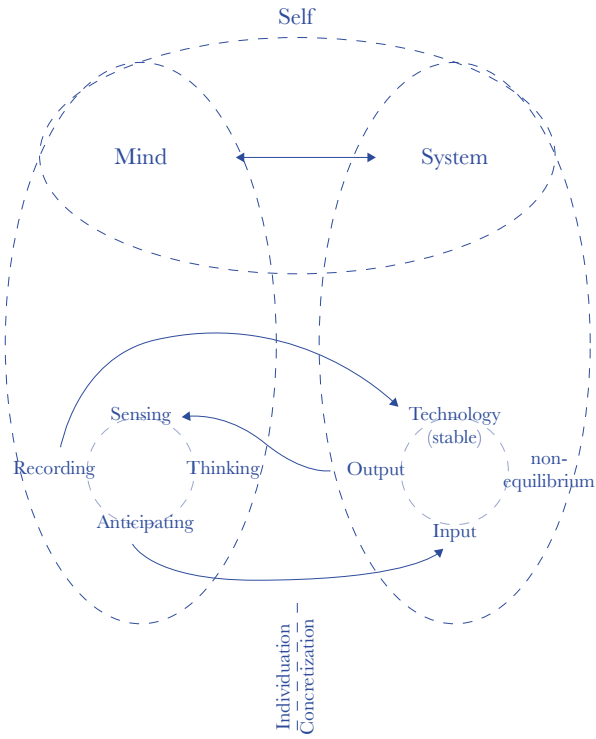 Self
Mind
System
Sensing
Recording
Thinking
Anticipating
Technology
(stable)
Output
non-
equilibrium
Input
Individuation
Concretization